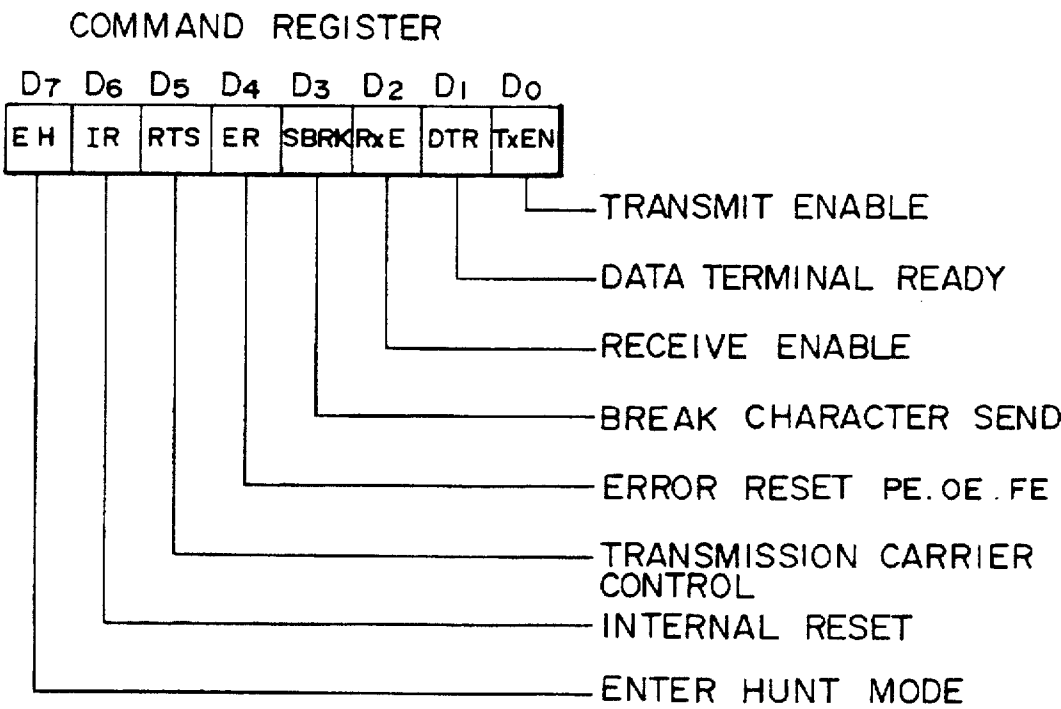 COMMAND REGISTER
D7 D6 D5 D4 D3 D2 D1 D0
EH IR RTS ER SBRK RxE DTR TxEN
TRANSMIT ENABLE
DATA TERMINAL READY
RECEIVE ENABLE
BREAK CHARACTER SEND
ERROR RESET PE.OE.FE
TRANSMISSION CARRIER
CONTROL
INTERNAL RESET
ENTER HUNT MODE